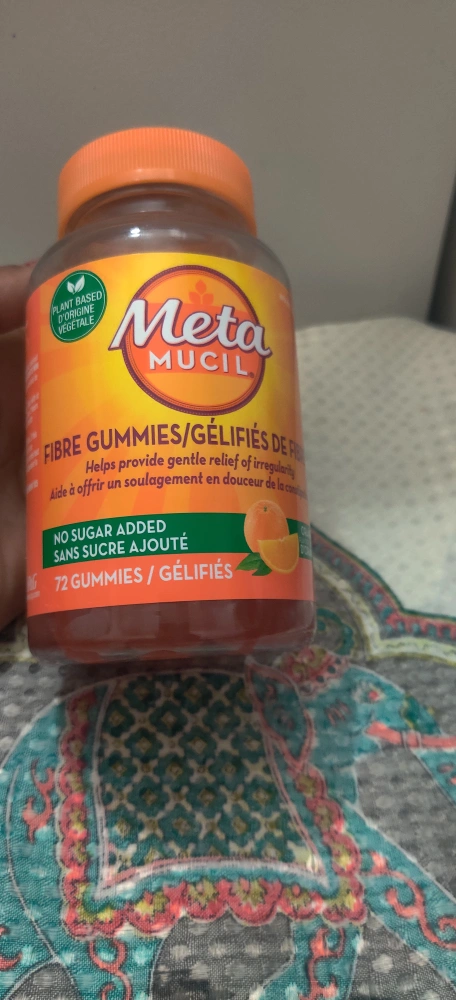 PLANT BASED
D'ORIGINE
VÉGÉTALE
Meta
MUCIL
FIBRE GUMMIES/GÉLIFIÉS DE
Helps provide gentle relief of irregularity
Aide à offrir un soulagement en douceur de la
NO SUGAR ADDED
SANS SUCRE AJOUTÉ
72 GUMMIES / GÉLIFIÉS